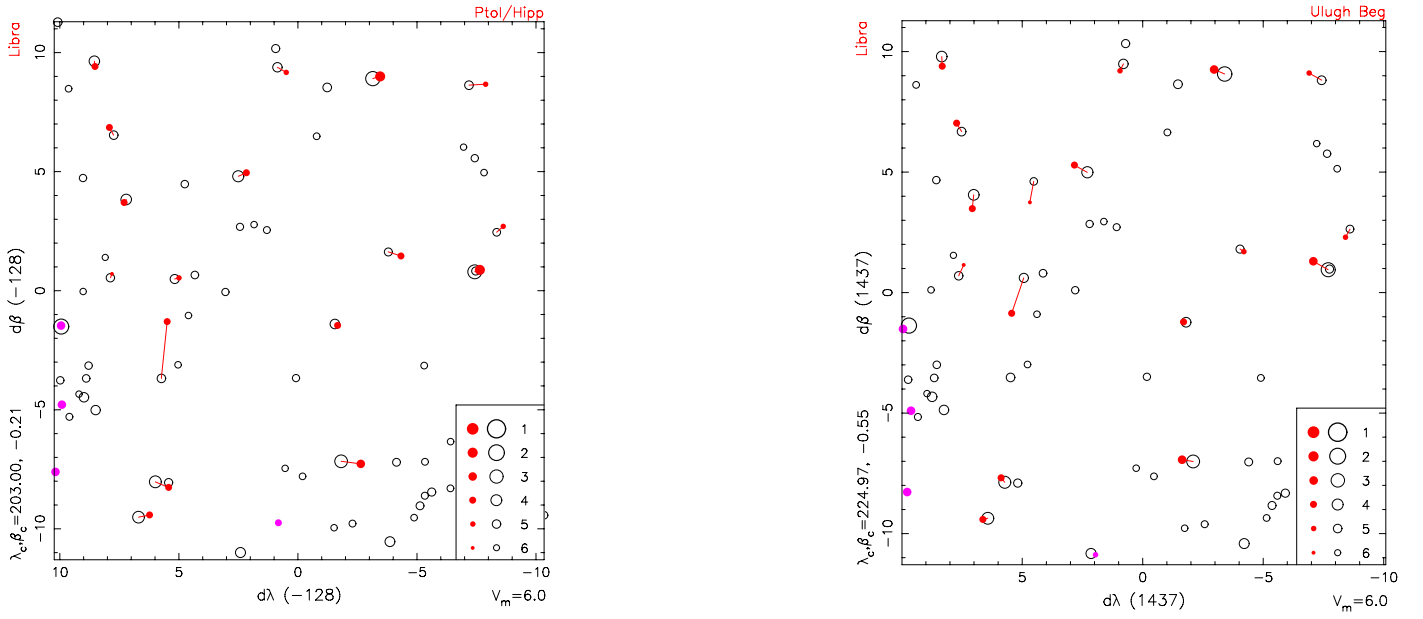 Ptol/Hipp
Libra
10
5
0
−5
−10
dβ (−128)
λc,βc=203.00, −0.21
1
2
3
4
5
6
10
5
0
−5
−10
dλ (−128)
Vm=6.0
Ulugh Beg
Libra
10
5
0
−5
−10
dβ (1437)
λc,βc=224.97, −0.55
1
2
3
4
5
6
5
0
−5
−10
dλ (1437)
Vm=6.0